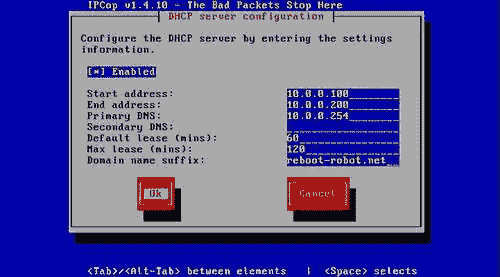 IPCop v1.4.10 - The Bad Packets Stop Here
DHCP server configuration
Configure the DHCP server by entering the settings
information.
[*] Enabled
Start address: 10.0.0.100
End address: 10.0.0.200
Primary DNS: 10.0.0.254
Secondary DNS:
Default lease (mins): 60
Max lease (mins): 120
Domain name suffix: reboot-robot.net
Ok Cancel
<Tab>/<Alt-Tab> between elements | <Space> selects